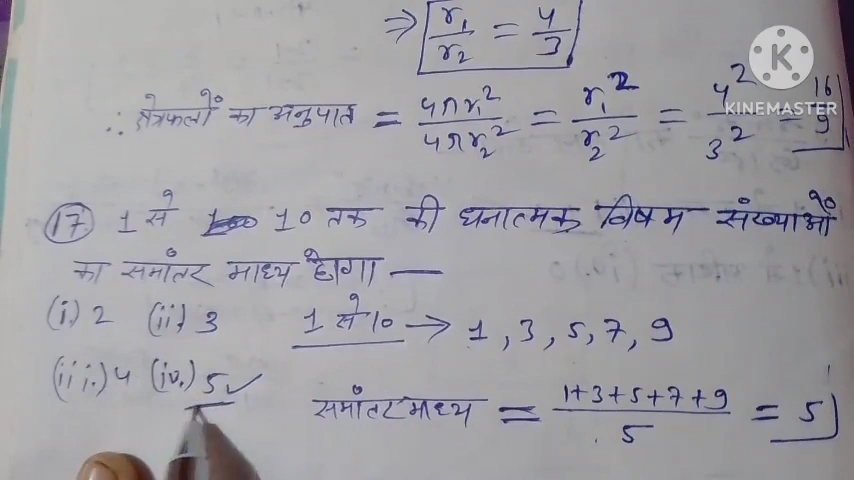 ⇒ r₁/r₂ = 4/3
KINEMASTER
∴ क्षेत्रफलों का अनुपात = 4πr₁²/4πr₂² = r₁²/r₂² = 4²/3² = 16/9
(17) 1 से 10 तक की धनात्मक विषम संख्याओं
का समांतर माध्य होगा —
(i.) 2 (ii.) 3 1 से 10 → 1, 3, 5, 7, 9
(iii.) 4 (iv.) 5 ✓
समांतर माध्य = 1+3+5+7+9/5 = 5